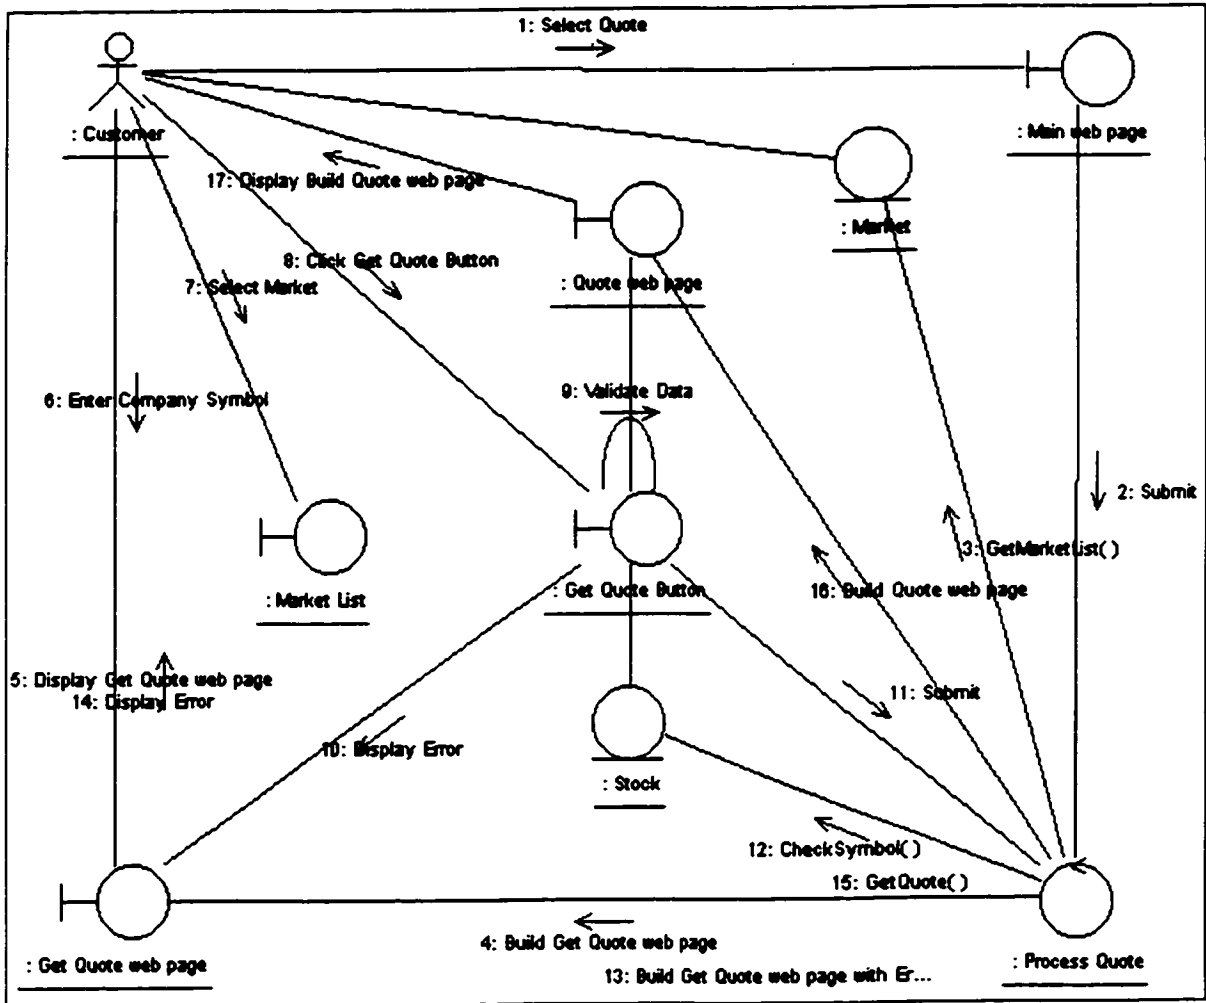 1: Select Quote
: Customer
: Main web page
17: Display Build Quote web page
: Market
8: Click Get Quote Button
7: Select Market
: Quote web page
6: Enter Company Symbol
9: Validate Data
2: Submit
3: GetMarketList( )
: Market List
: Get Quote Button
16: Build Quote web page
5: Display Get Quote web page
14: Display Error
11: Submit
10: Display Error
: Stock
12: CheckSymbol( )
15: GetQuote( )
4: Build Get Quote web page
: Get Quote web page
13: Build Get Quote web page with Er...
: Process Quote